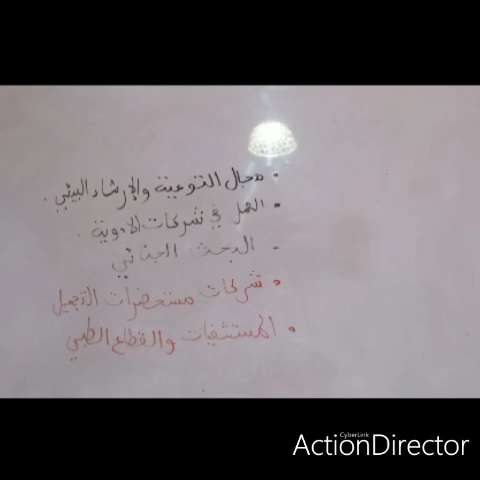 • مجال التوعية والإرشاد البيئي .
• العمل في شركات الأدوية .
- البحث الجنائي
• شركات مستحضرات التجميل
• المستشفيات والقطاع الطبي
CyberLink
ActionDirector